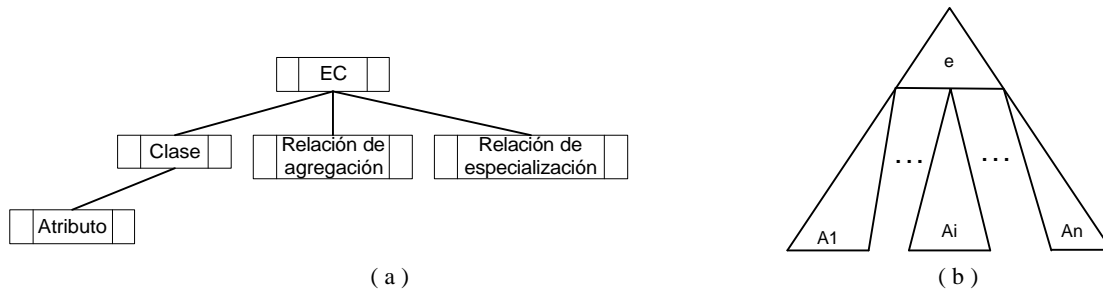 EC
e
Clase
Relación de
agregación
Relación de
especialización
. . .
. . .
Atributo
A1
Ai
An
( a )
( b )